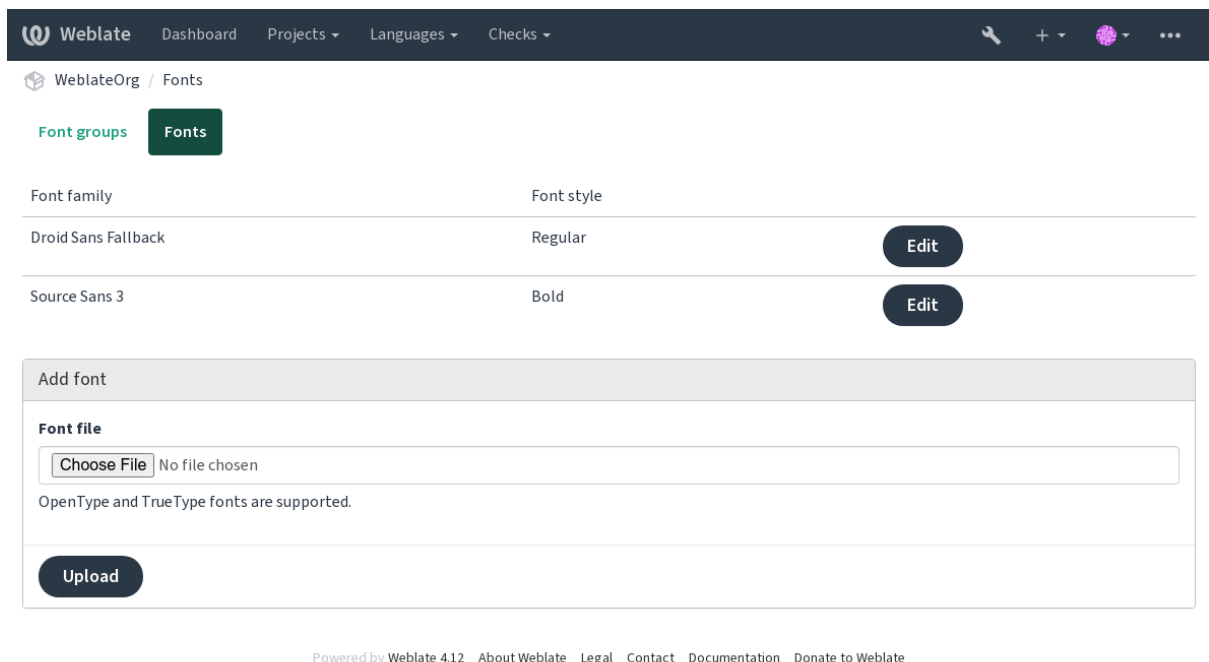 Weblate Dashboard Projects Languages Checks
WeblateOrg / Fonts
Font groups Fonts
Font family Font style
Droid Sans Fallback Regular Edit
Source Sans 3 Bold Edit
Add font
Font file
Choose File No file chosen
OpenType and TrueType fonts are supported.
Upload
Powered by Weblate 4.12 About Weblate Legal Contact Documentation Donate to Weblate